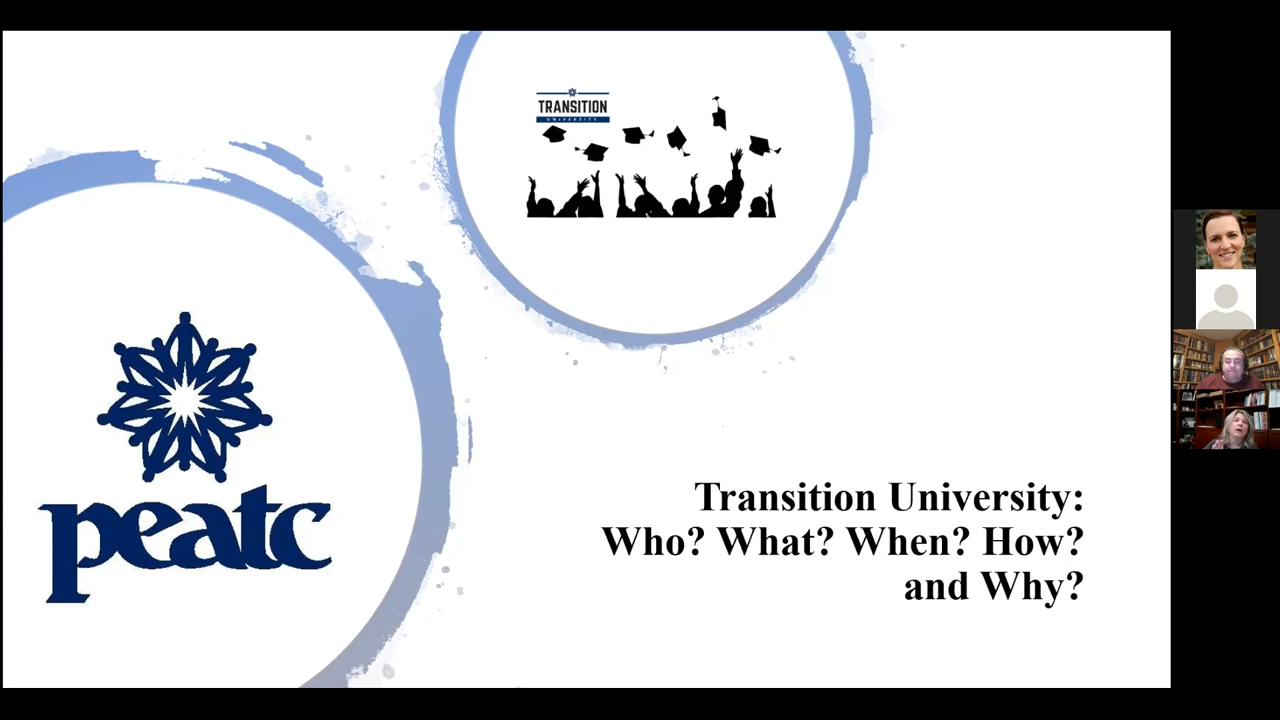 TRANSITION
UNIVERSITY
peatc
Transition University:
Who? What? When? How?
and Why?